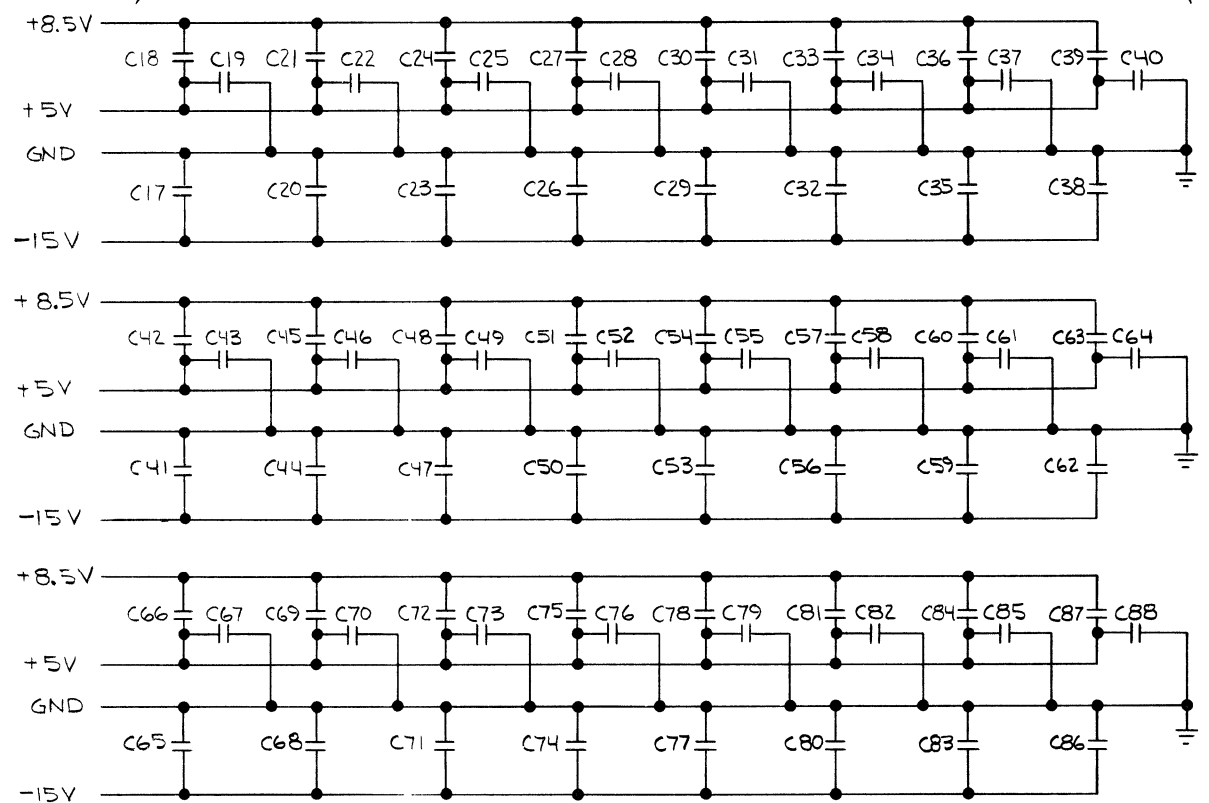 +8.5V
C18 C19 C21 C22 C24 C25 C27 C28 C30 C31 C33 C34 C36 C37 C39 C40
+5V
GND
C17 C20 C23 C26 C29 C32 C35 C38
-15V
+8.5V
C42 C43 C45 C46 C48 C49 C51 C52 C54 C55 C57 C58 C60 C61 C63 C64
+5V
GND
C41 C44 C47 C50 C53 C56 C59 C62
-15V
+8.5V
C66 C67 C69 C70 C72 C73 C75 C76 C78 C79 C81 C82 C84 C85 C87 C88
+5V
GND
C65 C68 C71 C74 C77 C80 C83 C86
-15V